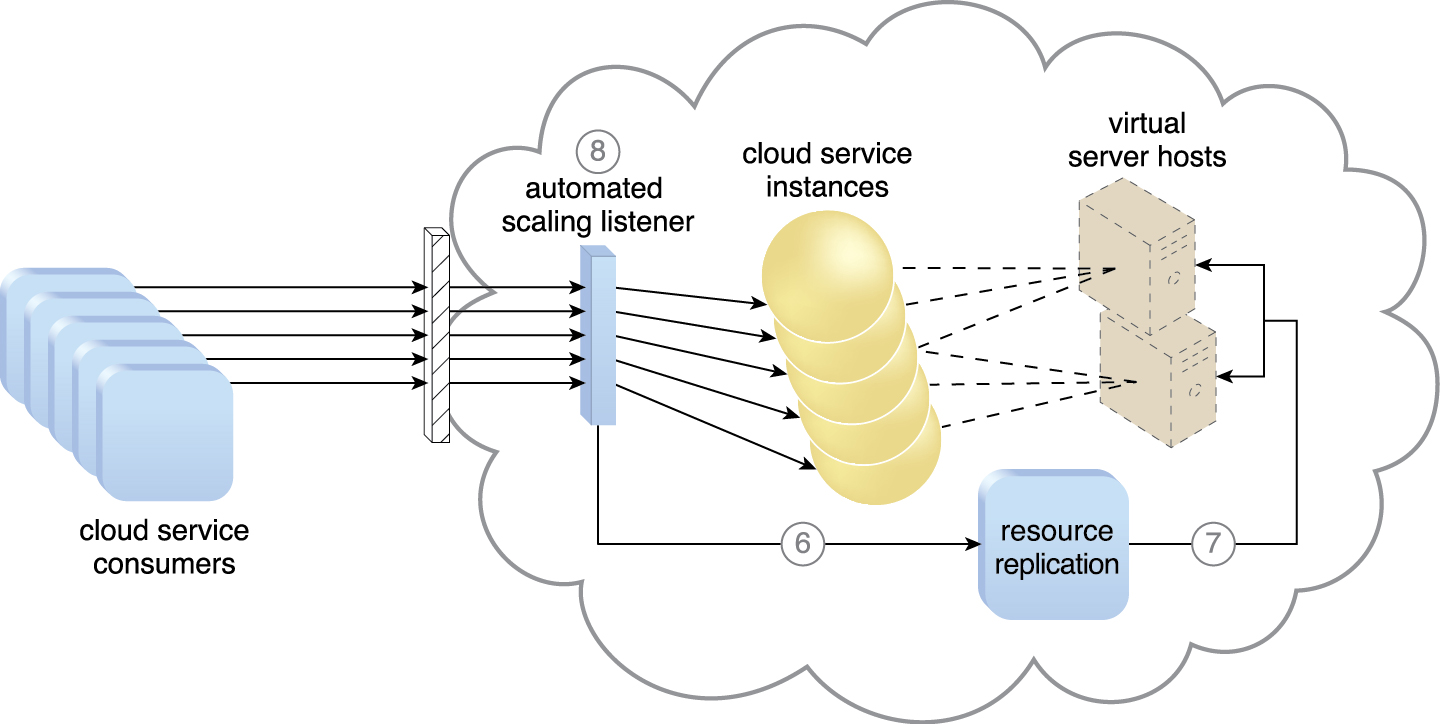 8
automated
scaling listener
cloud service
instances
virtual
server hosts
cloud service
consumers
6
resource
replication
7